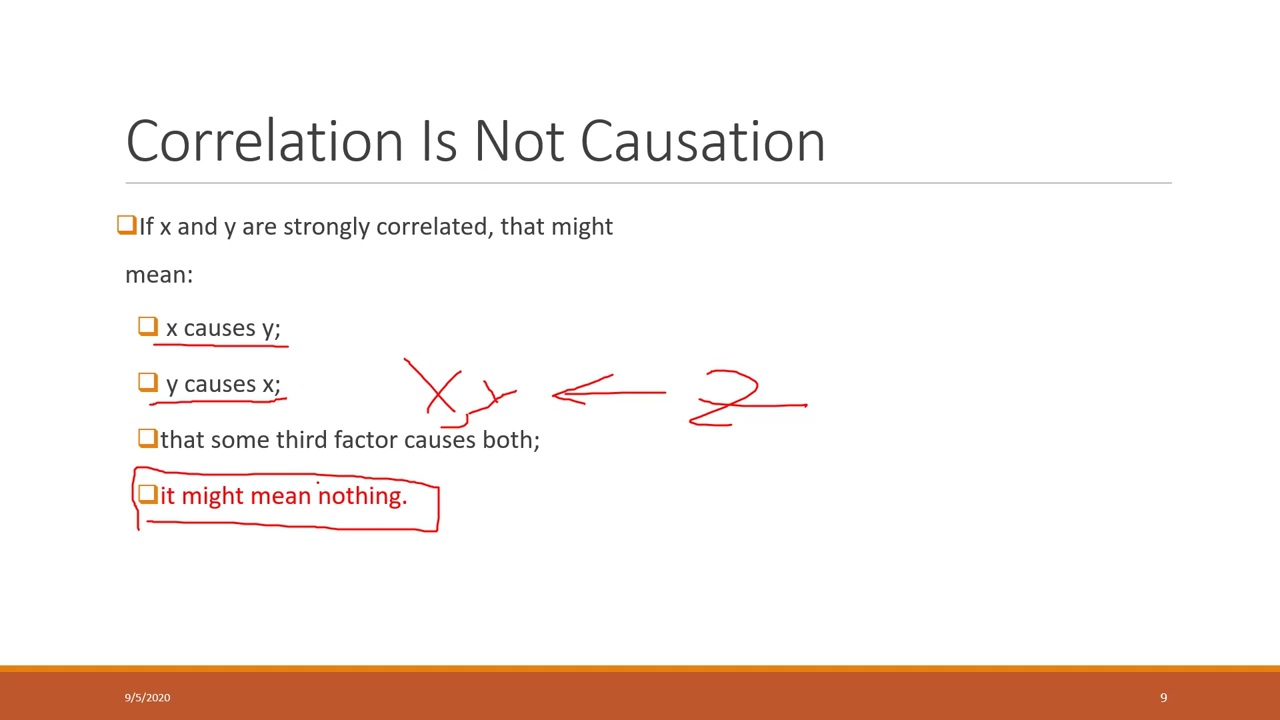 Correlation Is Not Causation
If x and y are strongly correlated, that might
mean:
x causes y;
y causes x;
x, y ← z
that some third factor causes both;
it might mean nothing.
9/5/2020
9